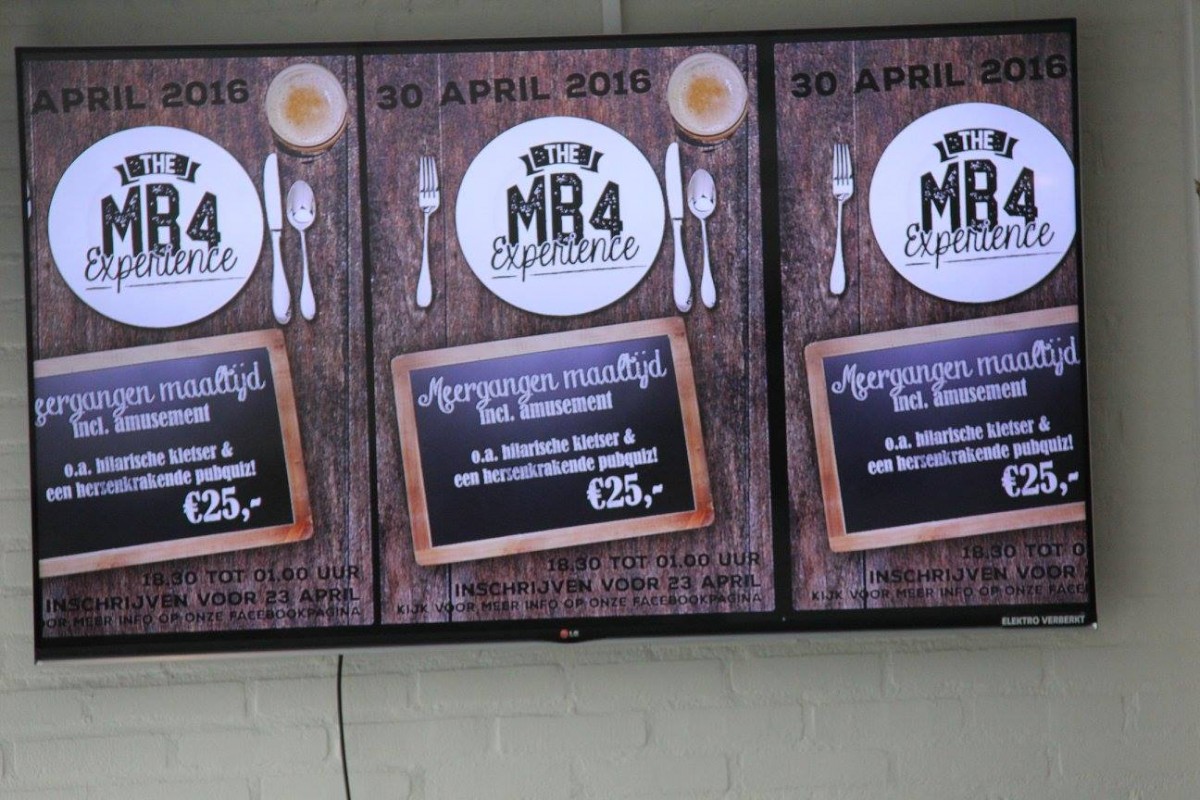 APRIL 2016
THE
MB4
Experience
eergangen maaltijd
incl. amusement
o.a. hilarische kletser &
een hersenkrakende pubquiz!
€25,-
18.30 TOT 01.00 UUR
INSCHRIJVEN VOOR 23 APRIL
OOR MEER INFO OP ONZE FACEBOOKPAGINA
30 APRIL 2016
THE
MB4
Experience
Meergangen maaltijd
incl. amusement
o.a. hilarische kletser &
een hersenkrakende pubquiz!
€25,-
18.30 TOT 01.00 UUR
INSCHRIJVEN VOOR 23 APRIL
KIJK VOOR MEER INFO OP ONZE FACEBOOKPAGINA
30 APRIL 2016
THE
MB4
Experience
Meergangen maaltijd
incl. amusement
o.a. hilarische kletser &
een hersenkrakende pubquiz!
€25,-
18.30 TOT 0
INSCHRIJVEN VOOR 23
KIJK VOOR MEER INFO OP ONZE FACE
LG
ELEKTRO VERBERKT